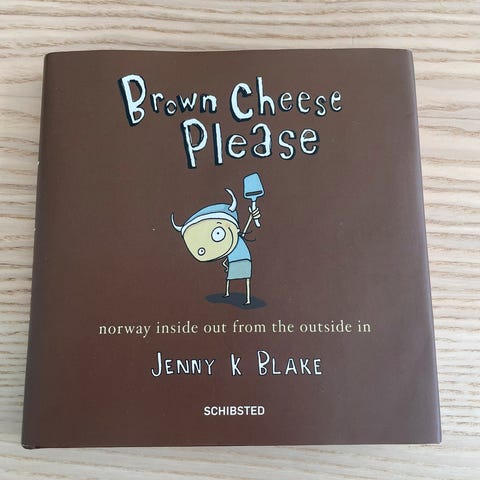 Brown Cheese
Please
norway inside out from the outside in
JENNY K BLAKE
SCHIBSTED